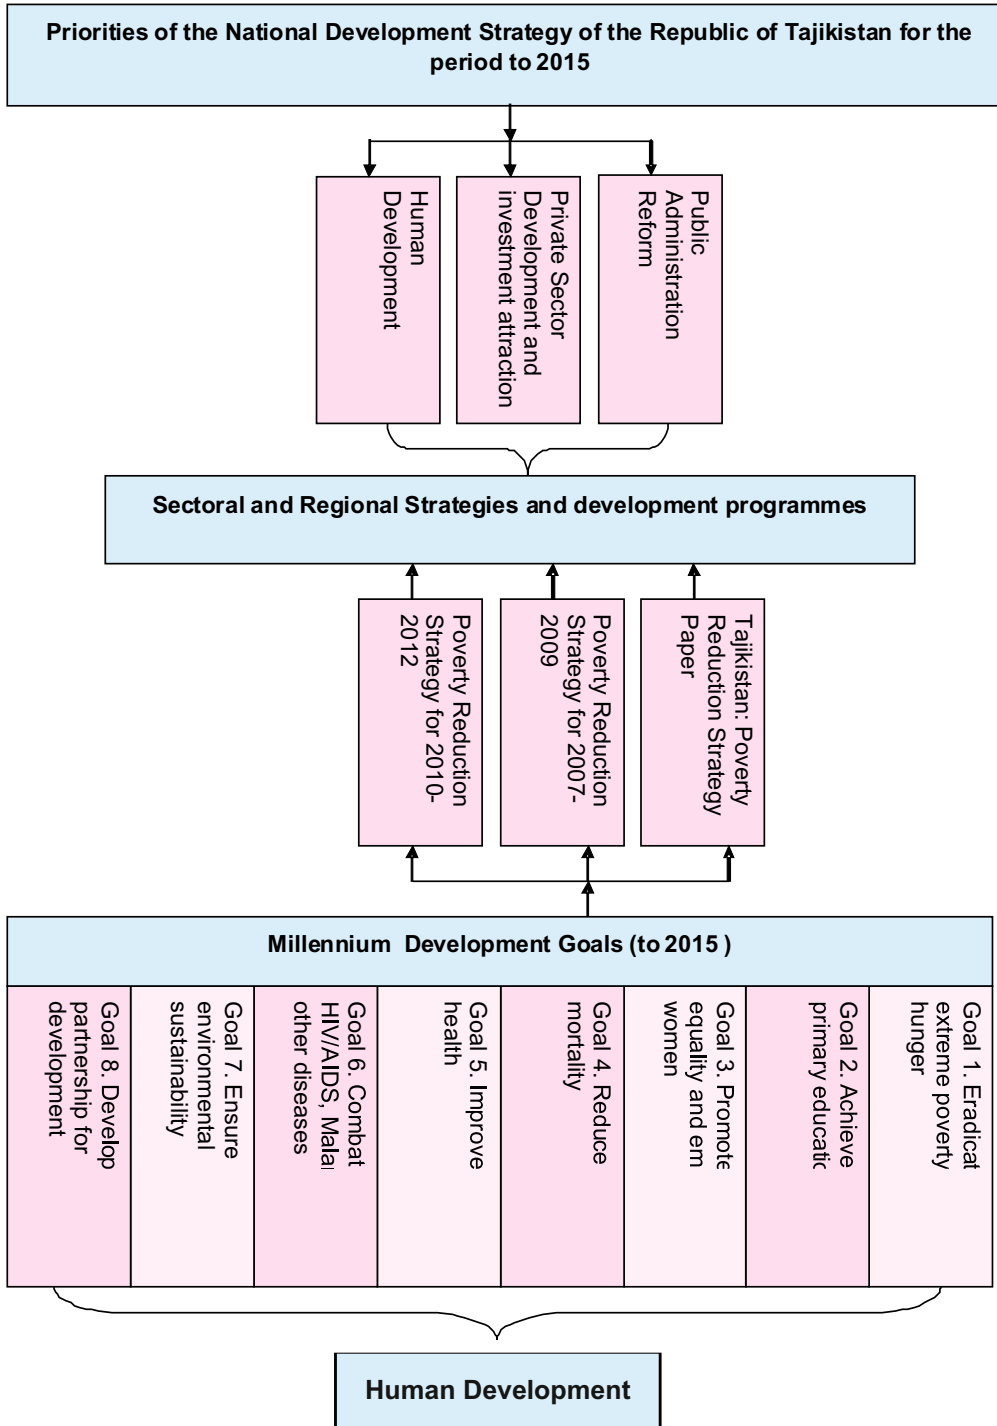 Priorities of the National Development Strategy of the Republic of Tajikistan for the
period to 2015
Human
Development
Private Sector
Development and
investment attraction
Public
Administration
Reform
Sectoral and Regional Strategies and development programmes
Poverty Reduction
Strategy for 2010-
2012
Poverty Reduction
Strategy for 2007-
2009
Tajikistan: Poverty
Reduction Strategy
Paper
Millennium Development Goals (to 2015 )
Goal 8. Develop
partnership for
development
Goal 7. Ensure
environmental
sustainability
Goal 6. Combat
HIV//AIDS, Mala
other diseases
Goal 5. Improve
health
Goal 4. Reduce
mortality
Goal 3. Promote
equality and em
women
Goal 2. Achieve
primary educatic
Goal 1. Eradicat
extreme poverty
hunger
Human Development